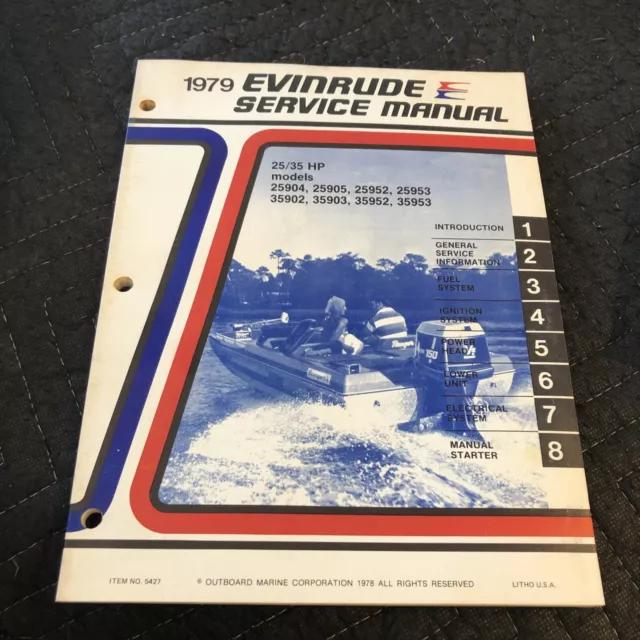 1979 EVINRUDE
SERVICE MANUAL
25/35 HP
models
25904, 25905, 25952, 25953
35902, 35903, 35952, 35953
INTRODUCTION 1
GENERAL
SERVICE
INFORMATION 2
FUEL
SYSTEM 3
IGNITION
SYSTEM 4
POWER
HEAD 5
LOWER
UNIT 6
ELECTRICAL
SYSTEM 7
MANUAL
STARTER 8
150
ITEM NO. 5427
© OUTBOARD MARINE CORPORATION 1978 ALL RIGHTS RESERVED
LITHO U.S.A.